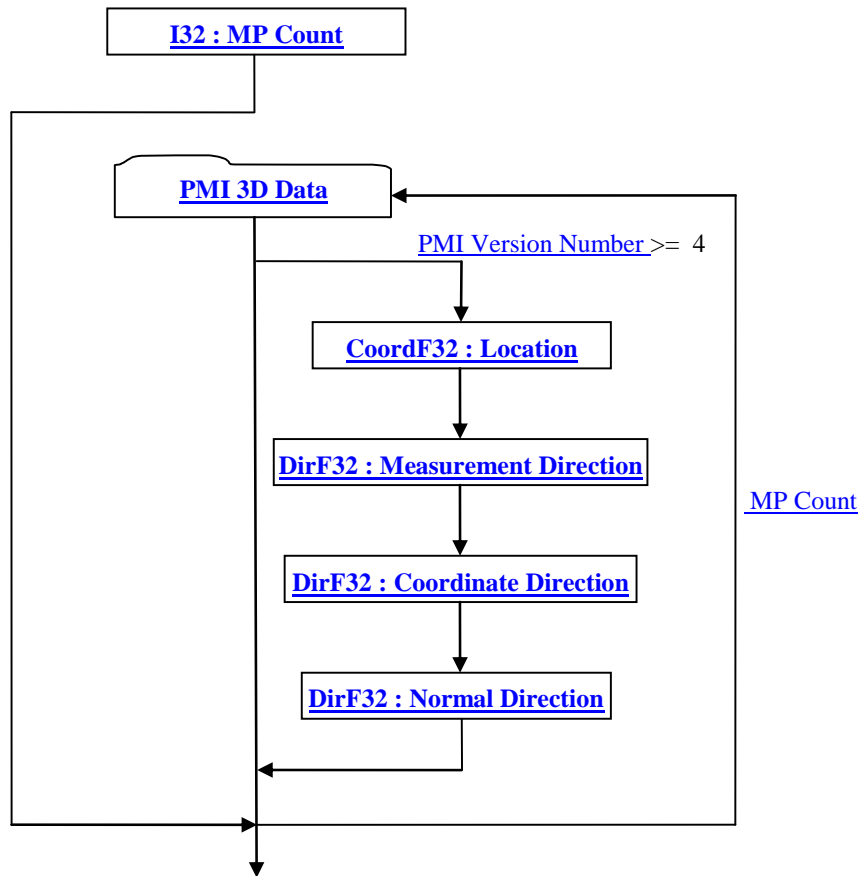 I32 : MP Count
PMI 3D Data
PMI Version Number >= 4
CoordF32 : Location
DirF32 : Measurement Direction
MP Count
DirF32 : Coordinate Direction
DirF32 : Normal Direction